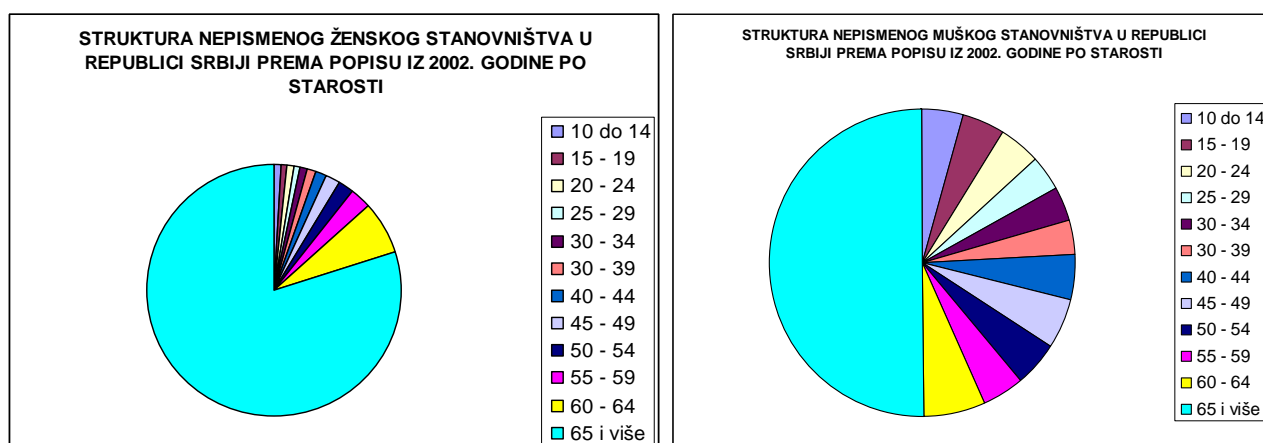 STRUKTURA NEPISMENOG ŽENSKOG STANOVNIŠTVA U
REPUBLICI SRBIJI PREMA POPISU IZ 2002. GODINE PO
STAROSTI
10 do 14
15 - 19
20 - 24
25 - 29
30 - 34
30 - 39
40 - 44
45 - 49
50 - 54
55 - 59
60 - 64
65 i više
STRUKTURA NEPISMENOG MUŠKOG STANOVNIŠTVA U REPUBLICI
SRBIJI PREMA POPISU IZ 2002. GODINE PO STAROSTI
10 do 14
15 - 19
20 - 24
25 - 29
30 - 34
30 - 39
40 - 44
45 - 49
50 - 54
55 - 59
60 - 64
65 i više